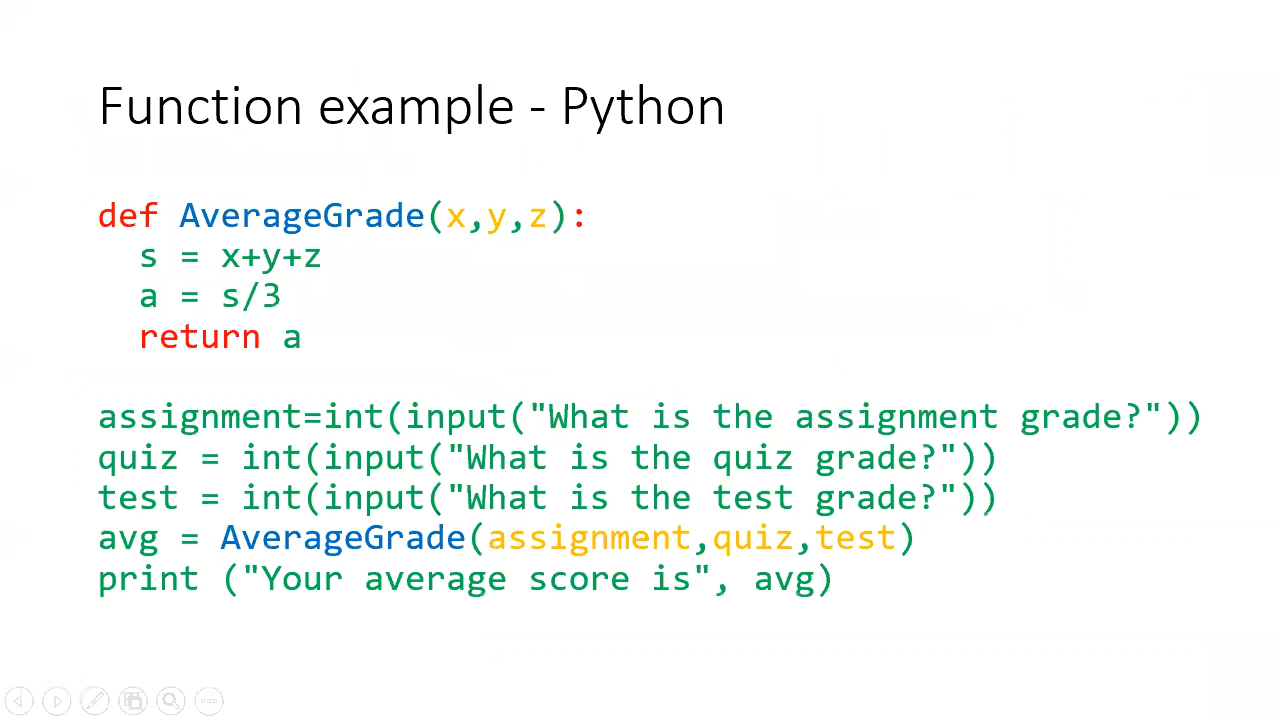 Function example - Python
def AverageGrade(x,y,z):
  s = x+y+z
  a = s/3
  return a
assignment=int(input("What is the assignment grade?"))
quiz = int(input("What is the quiz grade?"))
test = int(input("What is the test grade?"))
avg = AverageGrade(assignment,quiz,test)
print ("Your average score is", avg)